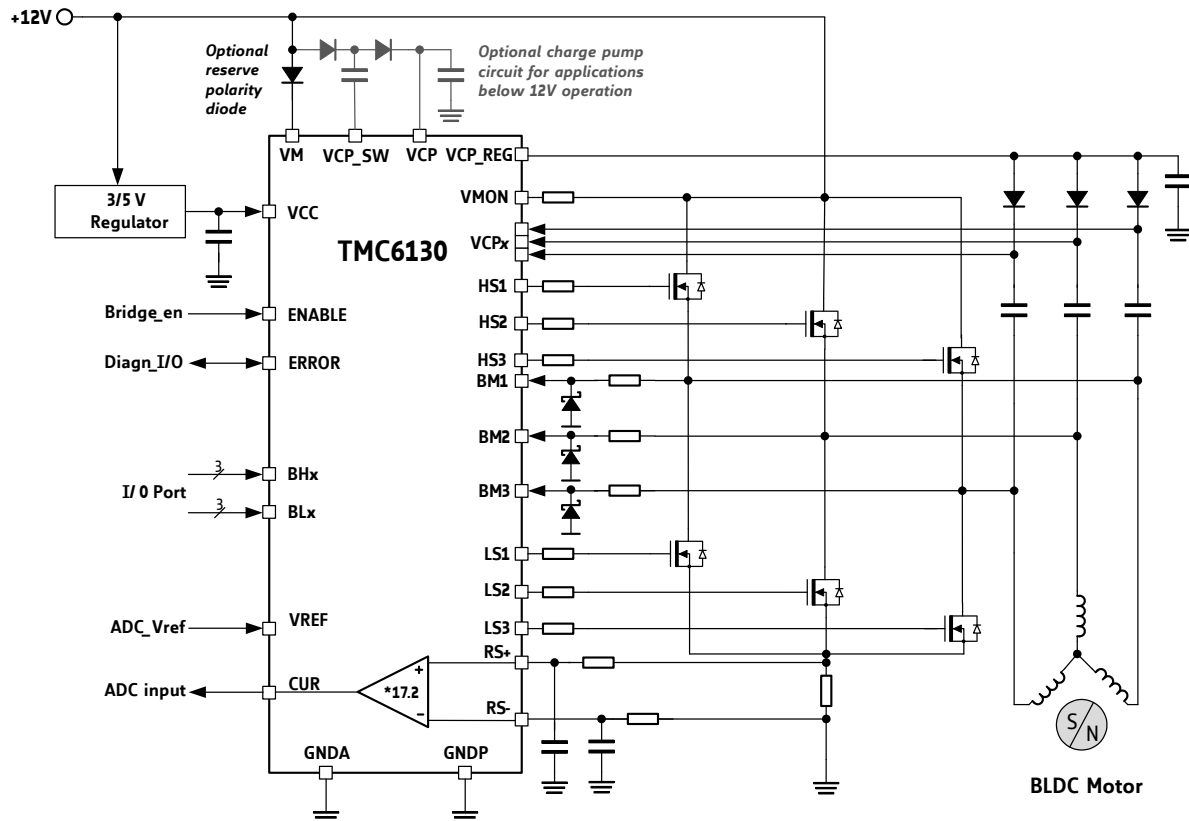 +12V
Optional
reserve
polarity
diode
Optional charge pump
circuit for applications
below 12V operation
VM
VCP_SW
VCP
VCP_REG
3/5 V
Regulator
VCC
VMON
VCPx
TMC6130
HS1
Bridge_en
ENABLE
HS2
Diagn_I/O
ERROR
HS3
BM1
BM2
3
BHx
I/ 0 Port
BM3
3
BLx
LS1
LS2
ADC_Vref
VREF
LS3
RS+
+
ADC input
CUR
*17.2
-
RS-
S/N
GNDA
GNDP
BLDC Motor